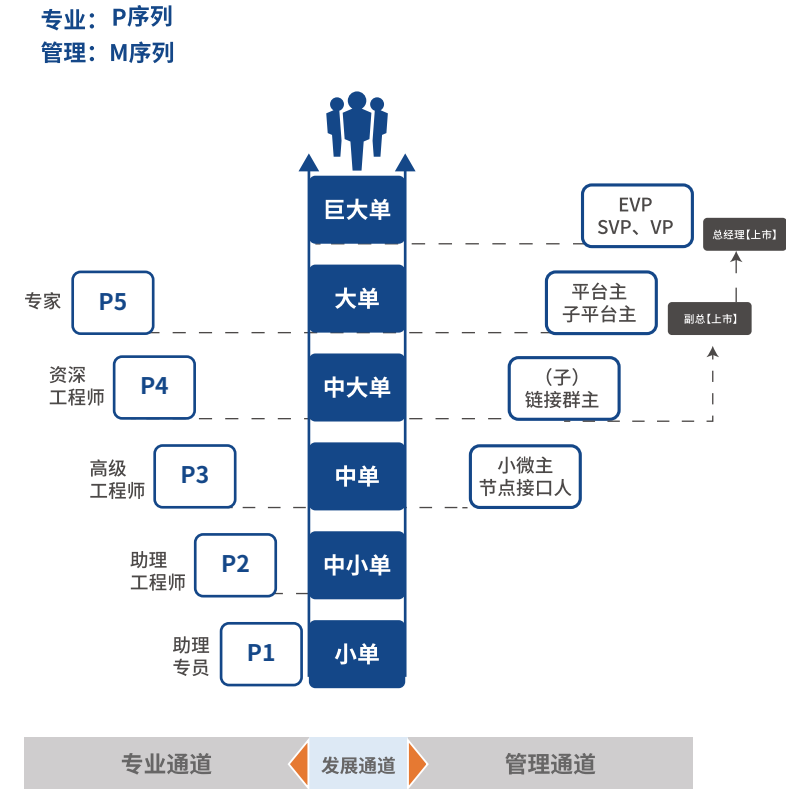 专业：P序列
管理：M序列
巨大单
EVP
SVP、VP
总经理【上市】
专家
P5
大单
平台主
子平台主
副总【上市】
资深
工程师
P4
中大单
（子）
链接群主
高级
工程师
P3
中单
小微主
节点接口人
助理
工程师
P2
中小单
助理
专员
P1
小单
专业通道
发展通道
管理通道